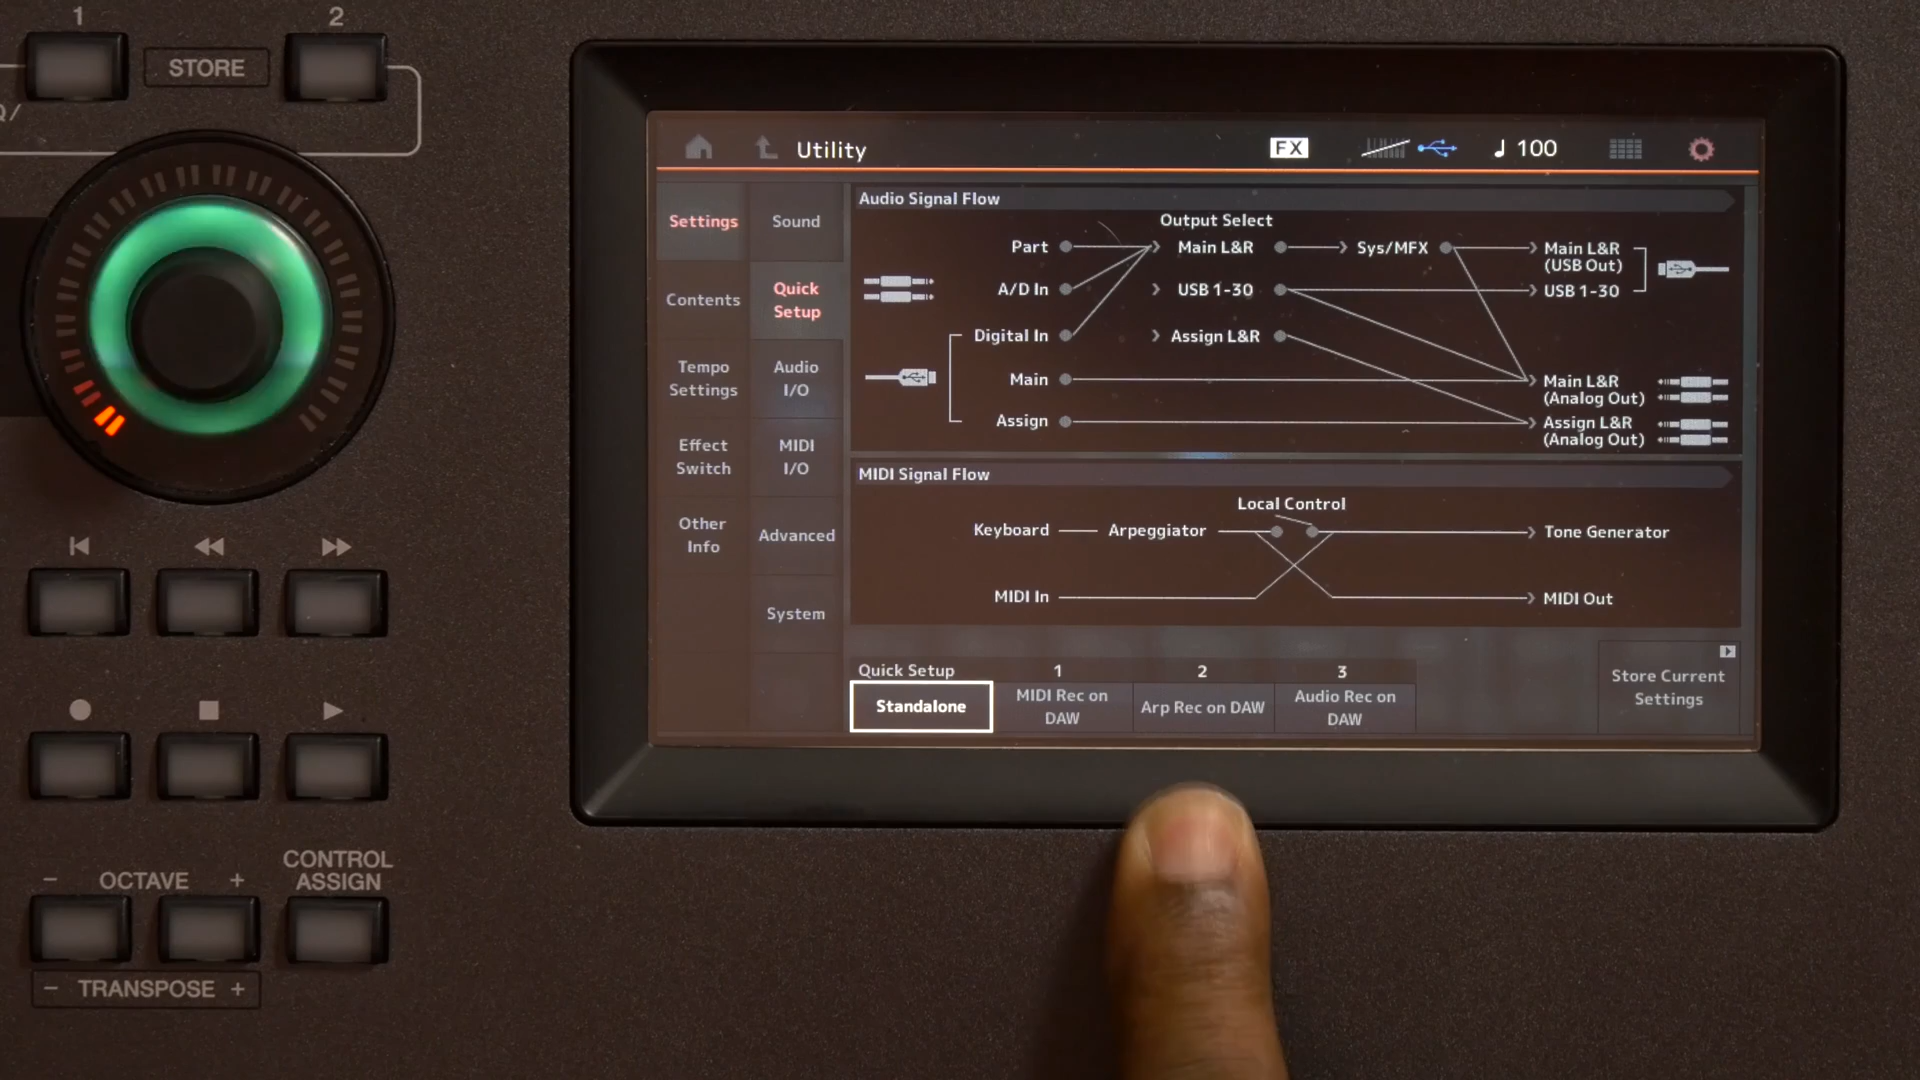 1
2
STORE
Q/
Utility
FX
100
Settings
Contents
Tempo
Settings
Effect
Switch
Other
Info
Sound
Quick
Setup
Audio
I/O
MIDI
I/O
Advanced
System
Audio Signal Flow
Output Select
Part
Main L&R
Sys/MFX
Main L&R
(USB Out)
A/D In
USB 1-30
USB 1-30
Digital In
Assign L&R
Main
Main L&R
(Analog Out)
Assign
Assign L&R
(Analog Out)
MIDI Signal Flow
Local Control
Keyboard
Arpeggiator
Tone Generator
MIDI In
MIDI Out
Quick Setup
1
2
3
Standalone
MIDI Rec on
DAW
Arp Rec on DAW
Audio Rec on
DAW
Store Current
Settings
- OCTAVE +
CONTROL
ASSIGN
- TRANSPOSE +